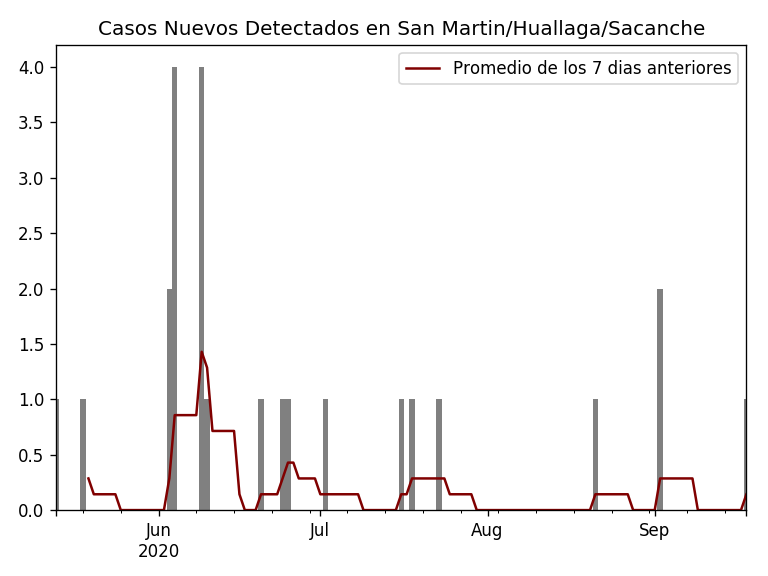 Casos Nuevos Detectados en San Martin/Huallaga/Sacanche
Promedio de los 7 dias anteriores
4.0
3.5
3.0
2.5
2.0
1.5
1.0
0.5
0.0
Jun
2020
Jul
Aug
Sep